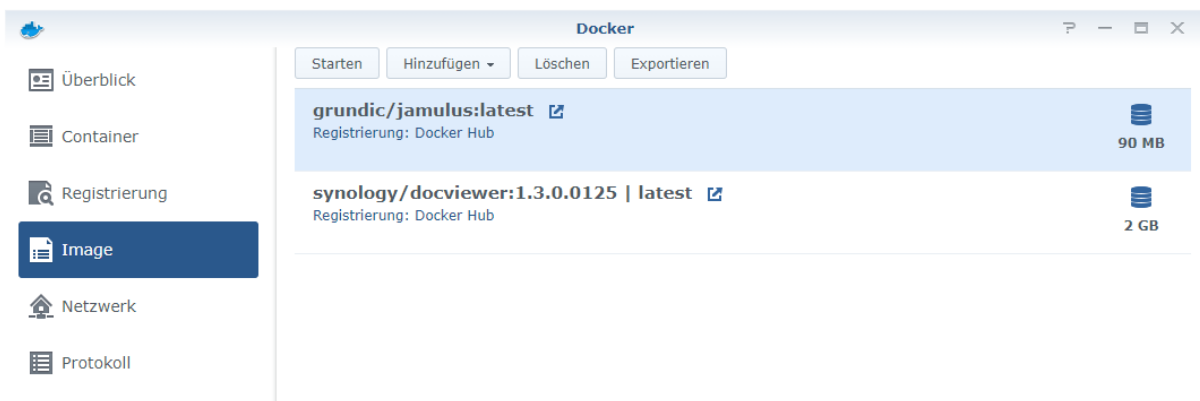 Docker
Überblick
Container
Registrierung
Image
Netzwerk
Protokoll
Starten Hinzufügen Löschen Exportieren
grundic/jamulus:latest
Registrierung: Docker Hub
90 MB
synology/docviewer:1.3.0.0125 | latest
Registrierung: Docker Hub
2 GB